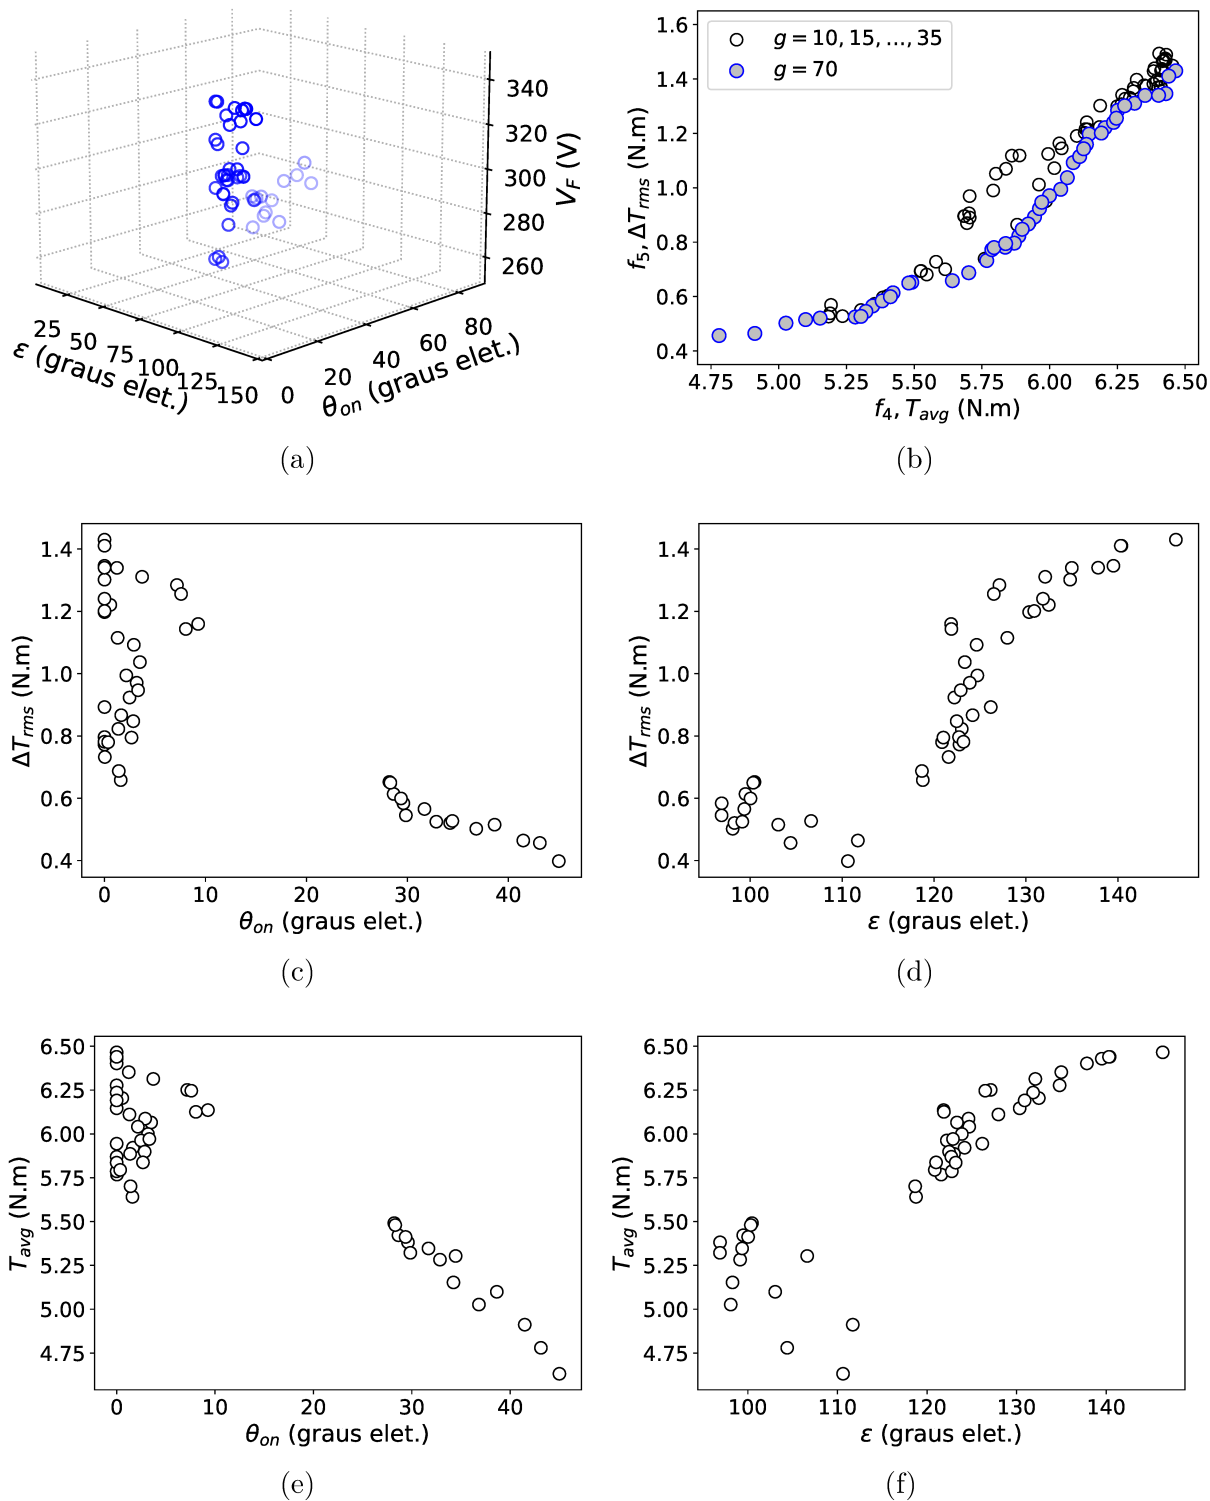 340
320
300
280
260
V_F (V)
25 50 75 100 125 150
ε (graus elet.)
0 20 40 60 80
θ_on (graus elet.)
(a)
g = 10, 15, ..., 35
g = 70
1.6
1.4
1.2
1.0
0.8
0.6
0.4
f_5, ΔT_rms (N.m)
4.75 5.00 5.25 5.50 5.75 6.00 6.25 6.50
f_4, T_avg (N.m)
(b)
1.4
1.2
1.0
0.8
0.6
0.4
ΔT_rms (N.m)
0 10 20 30 40
θ_on (graus elet.)
(c)
1.4
1.2
1.0
0.8
0.6
0.4
ΔT_rms (N.m)
100 110 120 130 140
ε (graus elet.)
(d)
6.50
6.25
6.00
5.75
5.50
5.25
5.00
4.75
T_avg (N.m)
0 10 20 30 40
θ_on (graus elet.)
(e)
6.50
6.25
6.00
5.75
5.50
5.25
5.00
4.75
T_avg (N.m)
100 110 120 130 140
ε (graus elet.)
(f)